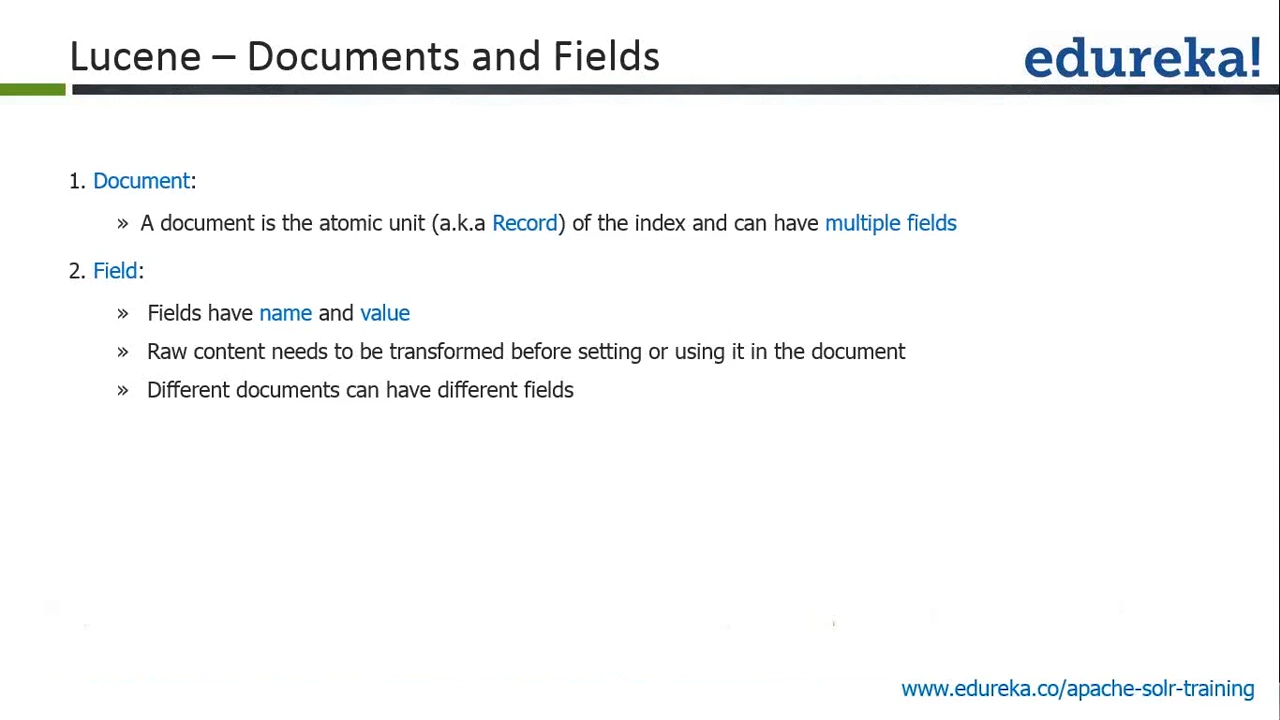 Lucene – Documents and Fields
edureka!
1. Document:
» A document is the atomic unit (a.k.a Record) of the index and can have multiple fields
2. Field:
» Fields have name and value
» Raw content needs to be transformed before setting or using it in the document
» Different documents can have different fields
www.edureka.co/apache-solr-training